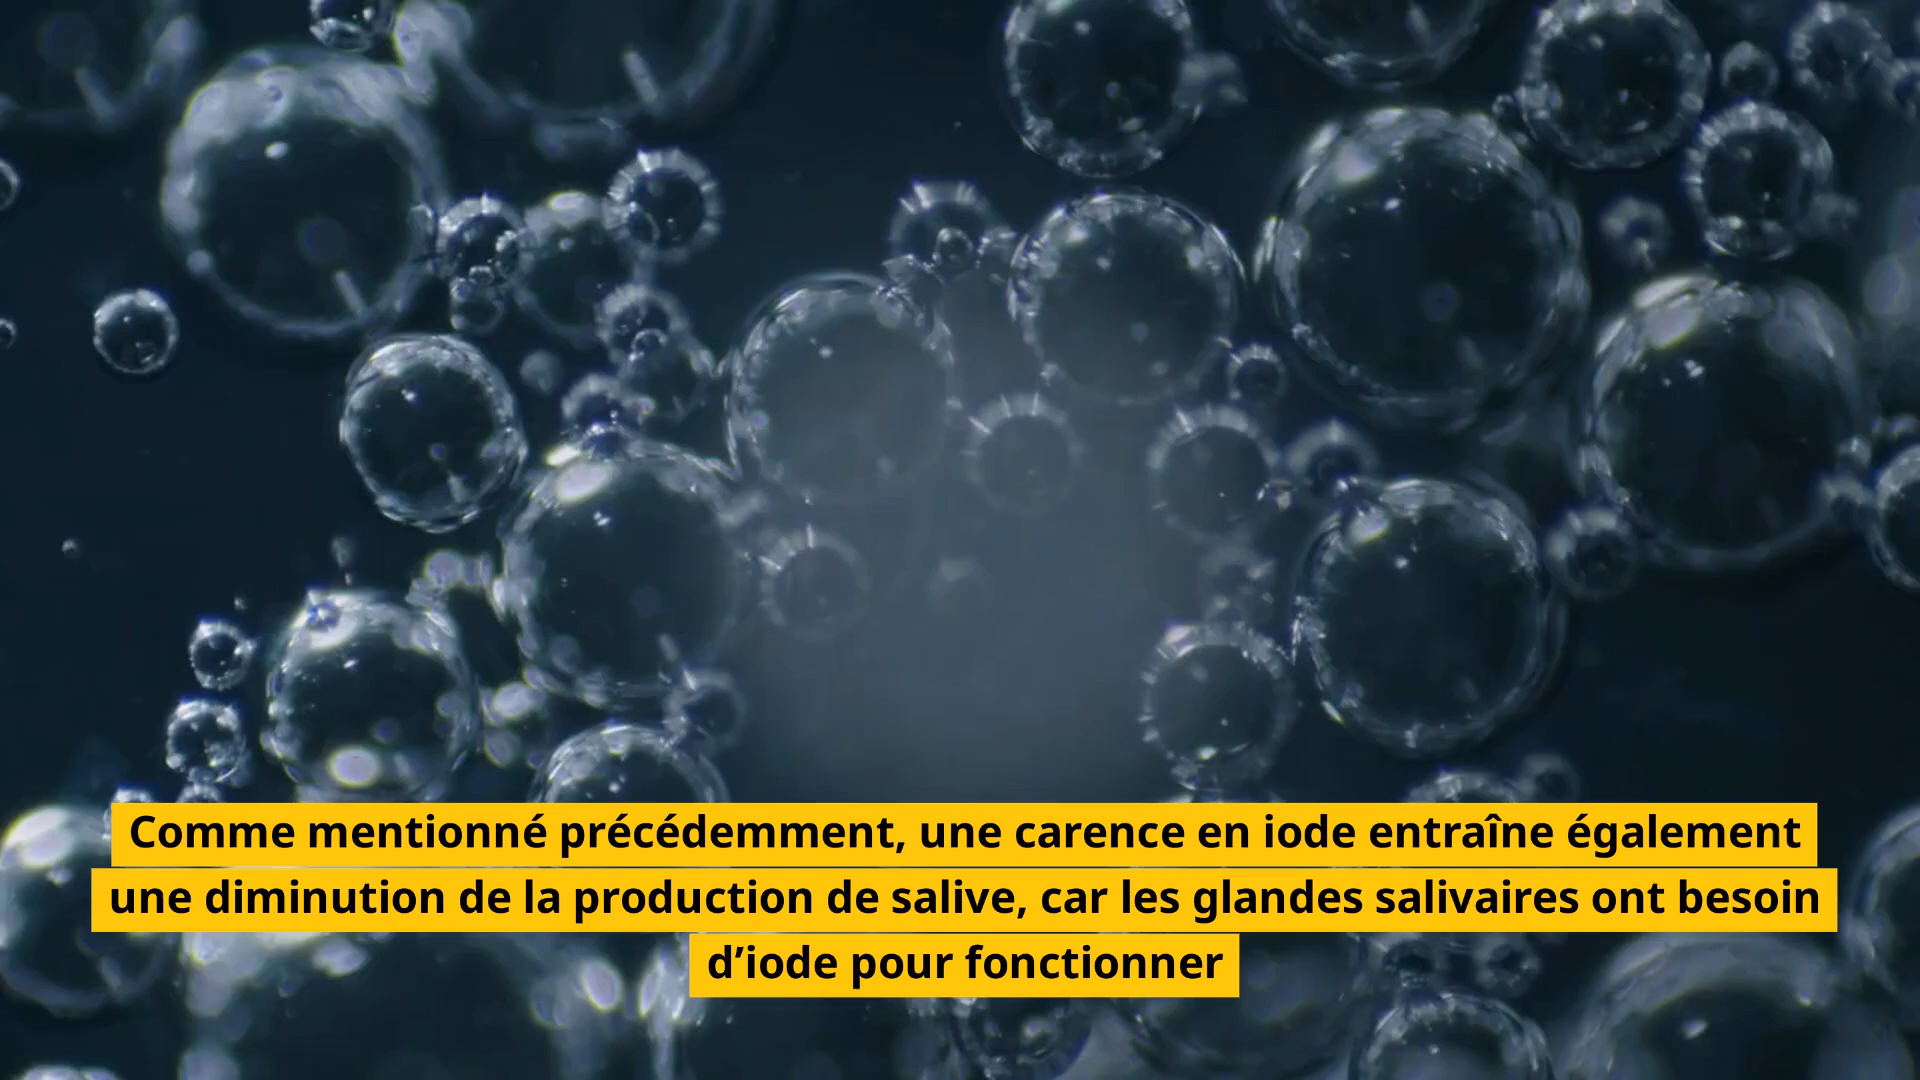 Comme mentionné précédemment, une carence en iode entraîne également
une diminution de la production de salive, car les glandes salivaires ont besoin
d’iode pour fonctionner